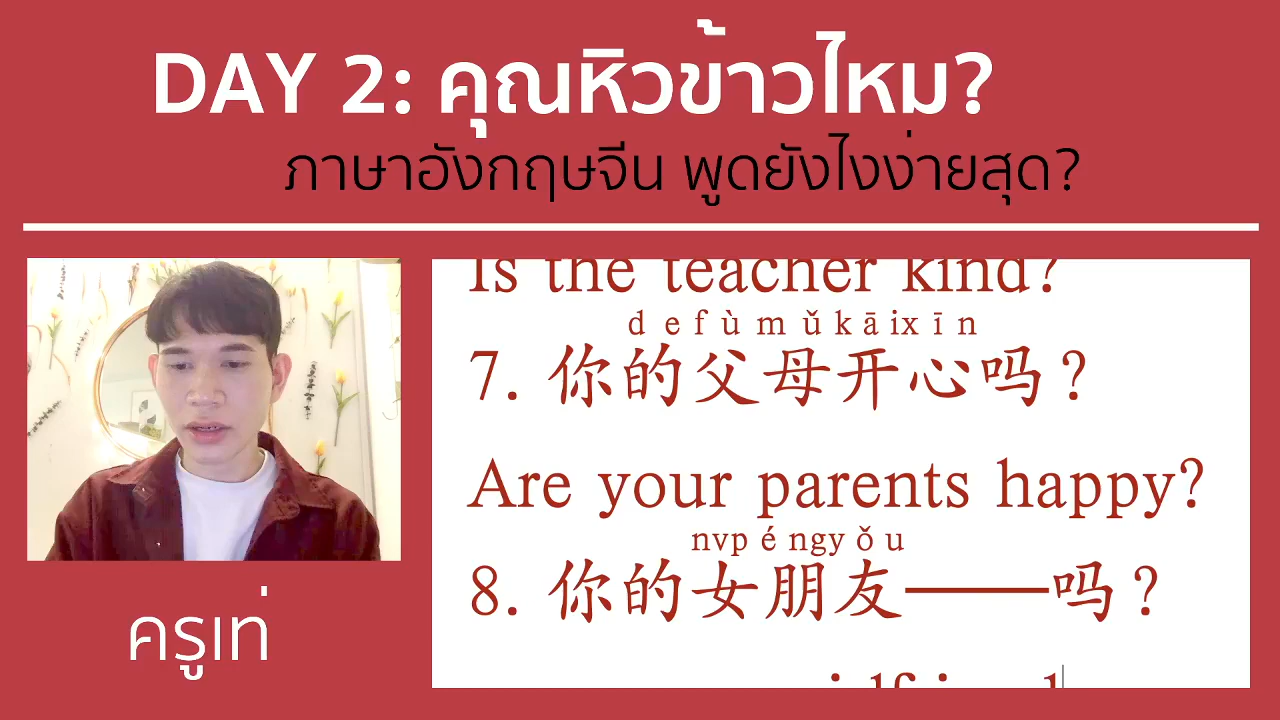 DAY 2: คุณหิวข้าวไหม?
ภาษาอังกฤษจีน พูดยังไงง่ายสุด?
Is the teacher kind?
d e f ù m ǔ k ā ix ī n
7. 你的父母开心吗？
Are your parents happy?
nvp é ngy ǒ u
8. 你的女朋友——吗？
girlfriend
ครูเท่